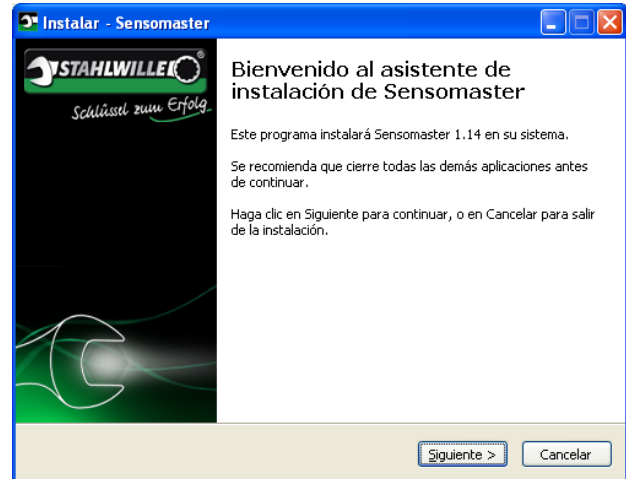 Instalar - Sensomaster
STAHLWILLE®
Schlüssel zum Erfolg.
Bienvenido al asistente de
instalación de Sensomaster
Este programa instalará Sensomaster 1.14 en su sistema.
Se recomienda que cierre todas las demás aplicaciones antes
de continuar.
Haga clic en Siguiente para continuar, o en Cancelar para salir
de la instalación.
Siguiente >
Cancelar